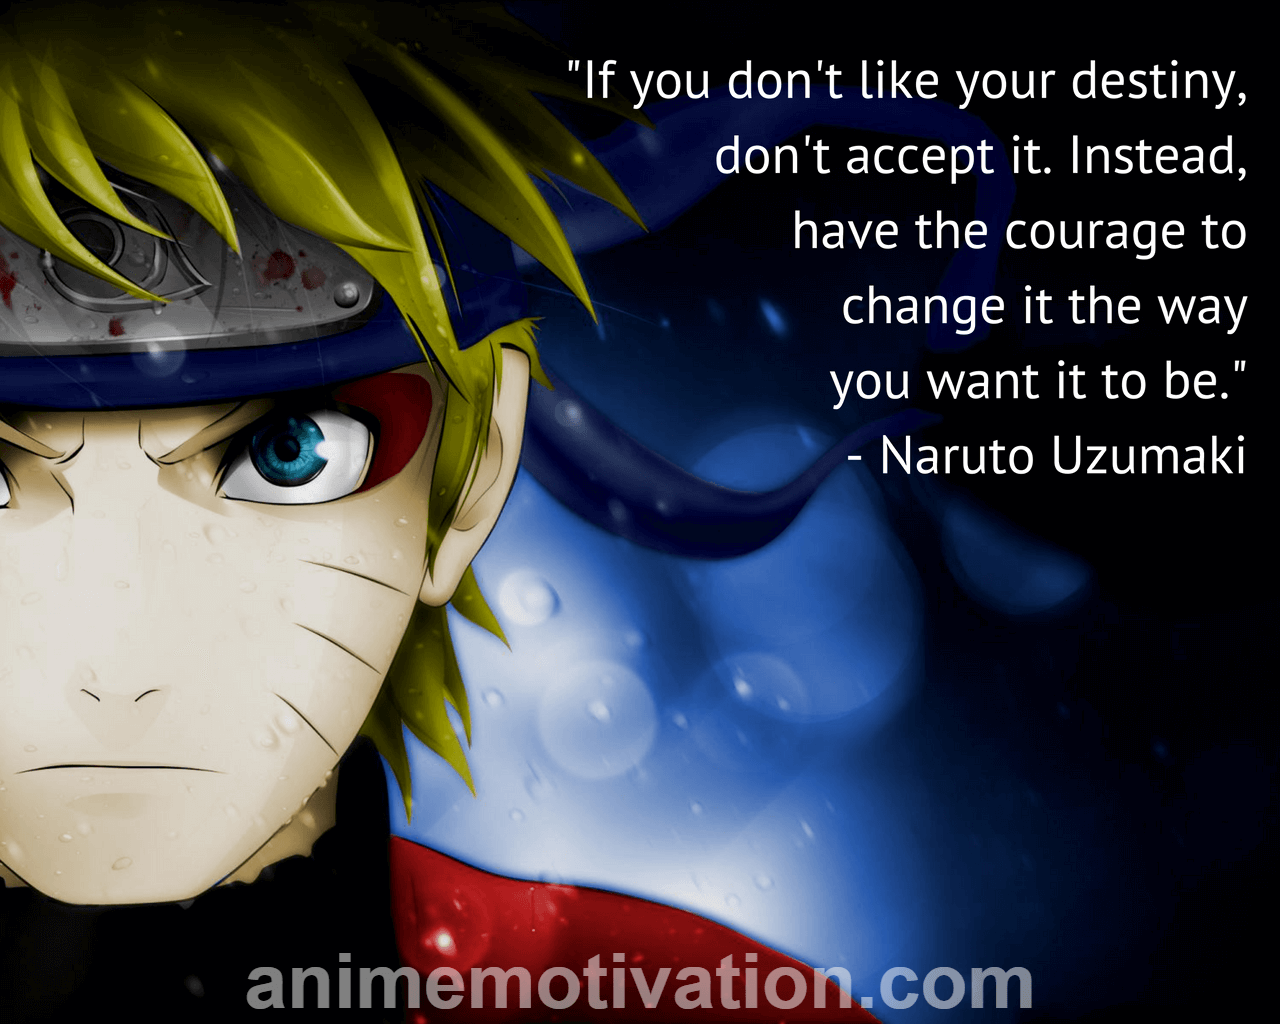 "If you don't like your destiny,
don't accept it. Instead,
have the courage to
change it the way
you want it to be."
- Naruto Uzumaki
animemotivation.com